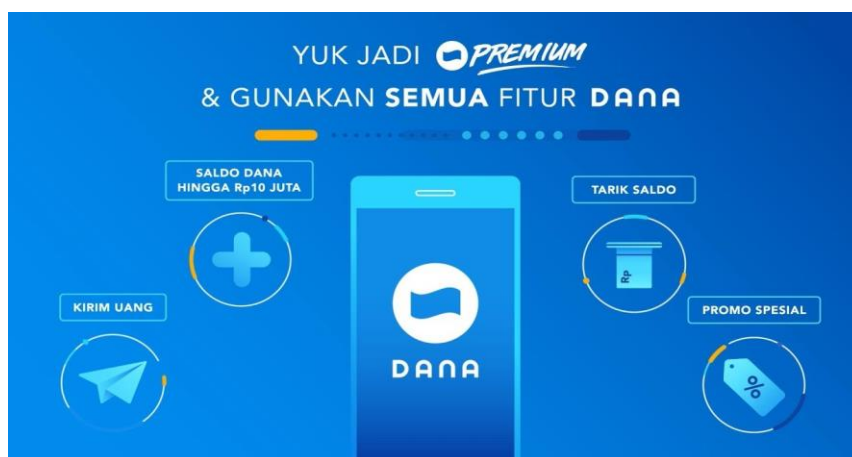 YUK JADI PREMIUM
& GUNAKAN SEMUA FITUR DANA
SALDO DANA
HINGGA Rp10 JUTA
TARIK SALDO
Rp
KIRIM UANG
PROMO SPESIAL
%
DANA